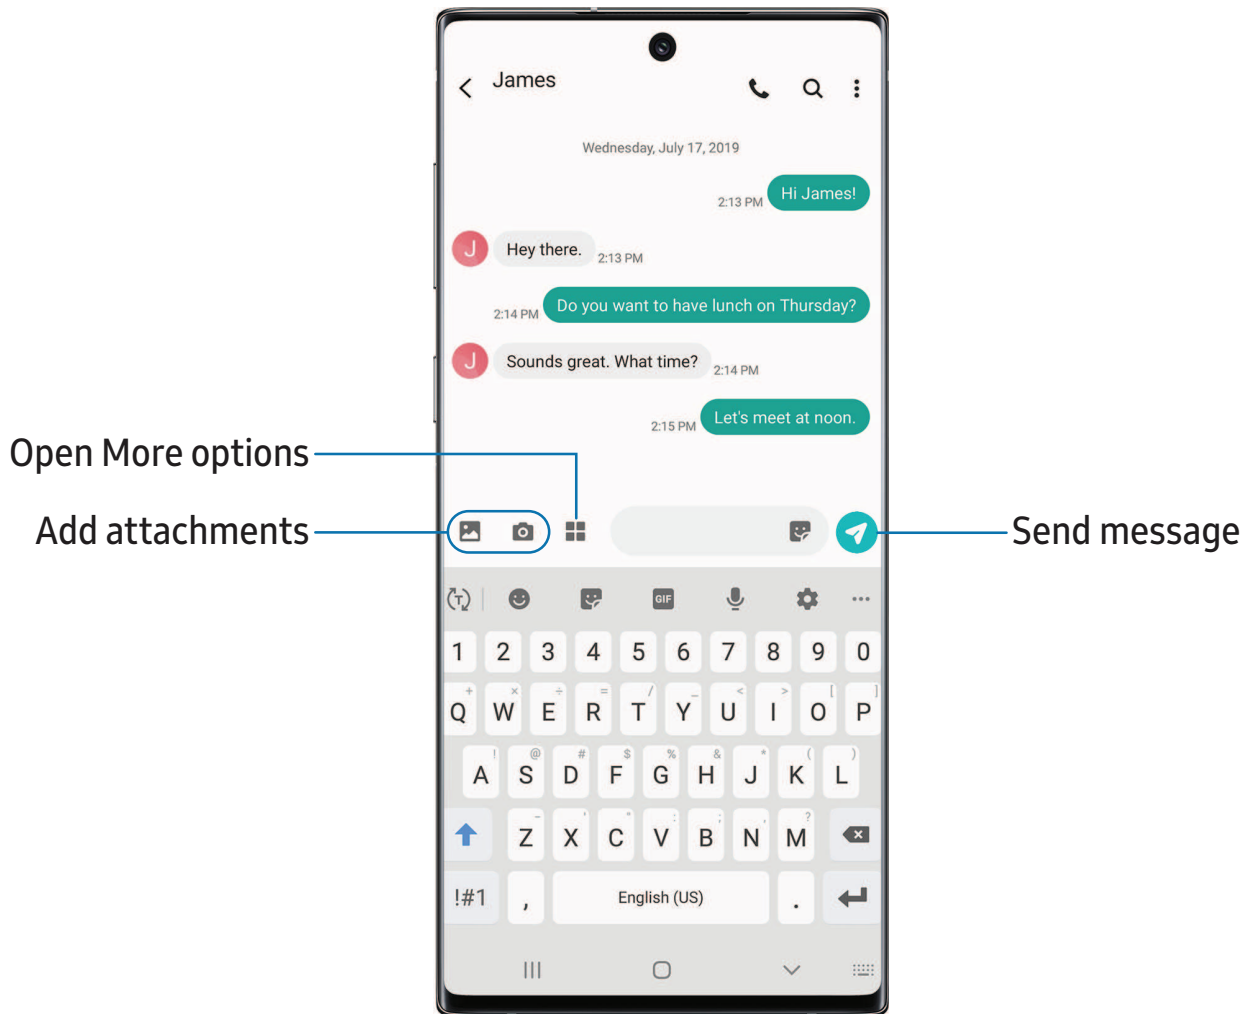 James
Wednesday, July 17, 2019
2:13 PM Hi James!
J Hey there. 2:13 PM
2:14 PM Do you want to have lunch on Thursday?
J Sounds great. What time? 2:14 PM
2:15 PM Let's meet at noon.
Open More options
Add attachments
Send message
T GIF
1 2 3 4 5 6 7 8 9 0
+ × ÷ = / _ < > [ ]
Q W E R T Y U I O P
! @ # $ % & * ( )
A S D F G H J K L
- ' " : ; , ?
Z X C V B N M
!#1 , English (US) .